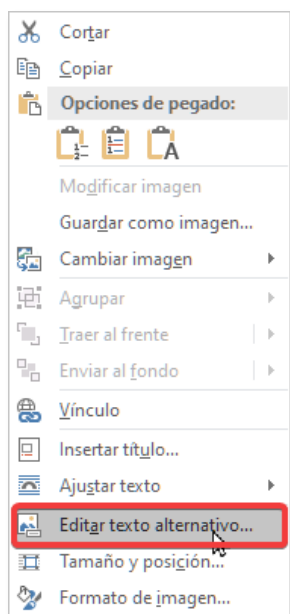 Cortar
Copiar
Opciones de pegado:
Modificar imagen
Guardar como imagen...
Cambiar imagen
Agrupar
Traer al frente
Enviar al fondo
Vínculo
Insertar título...
Ajustar texto
Editar texto alternativo...
Tamaño y posición...
Formato de imagen...